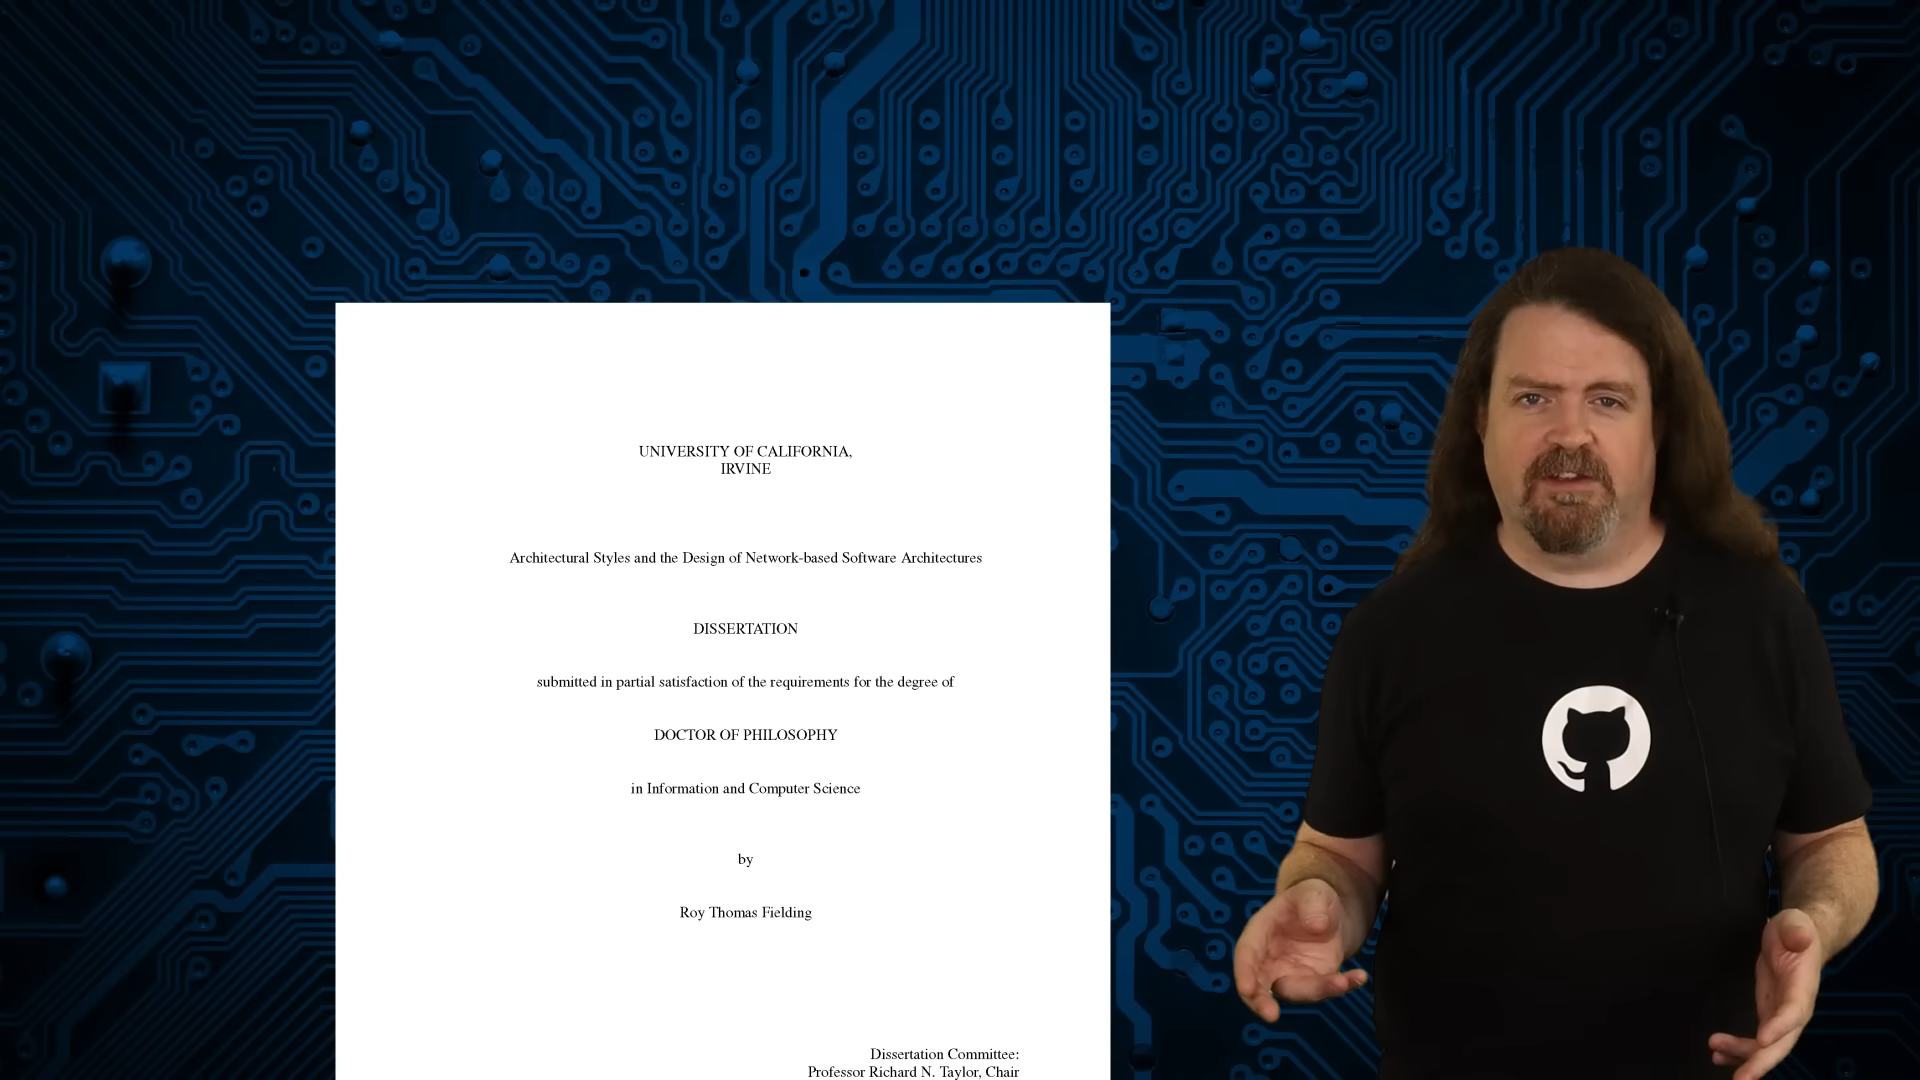 UNIVERSITY OF CALIFORNIA,
IRVINE
Architectural Styles and the Design of Network-based Software Architectures
DISSERTATION
submitted in partial satisfaction of the requirements for the degree of
DOCTOR OF PHILOSOPHY
in Information and Computer Science
by
Roy Thomas Fielding
Dissertation Committee:
Professor Richard N. Taylor, Chair